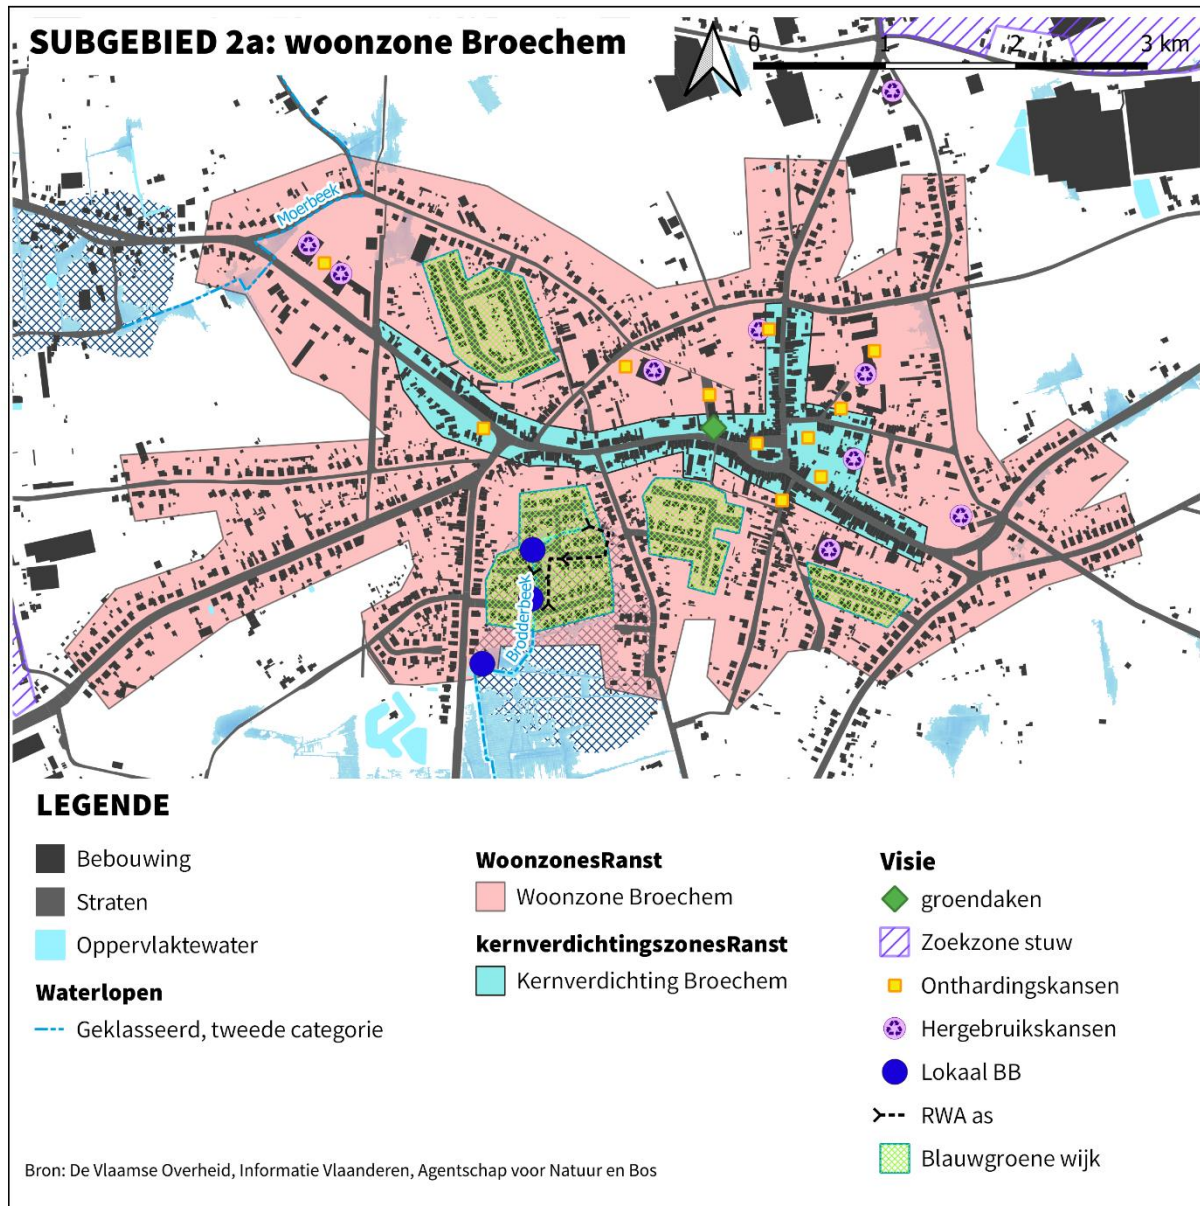 SUBGEBIED 2a: woonzone Broechem
0 1 2 3 km
Moerbeek
Brodderbeek
LEGENDE
Bebouwing
Straten
Oppervlaktewater
Waterlopen
Geklasseerd, tweede categorie
WoonzonesRanst
Woonzone Broechem
kernverdichtingszonesRanst
Kernverdichting Broechem
Visie
groendaken
Zoekzone stuw
Onthardingskansen
Hergebruikskansen
Lokaal BB
RWA as
Blauwgroene wijk
Bron: De Vlaamse Overheid, Informatie Vlaanderen, Agentschap voor Natuur en Bos